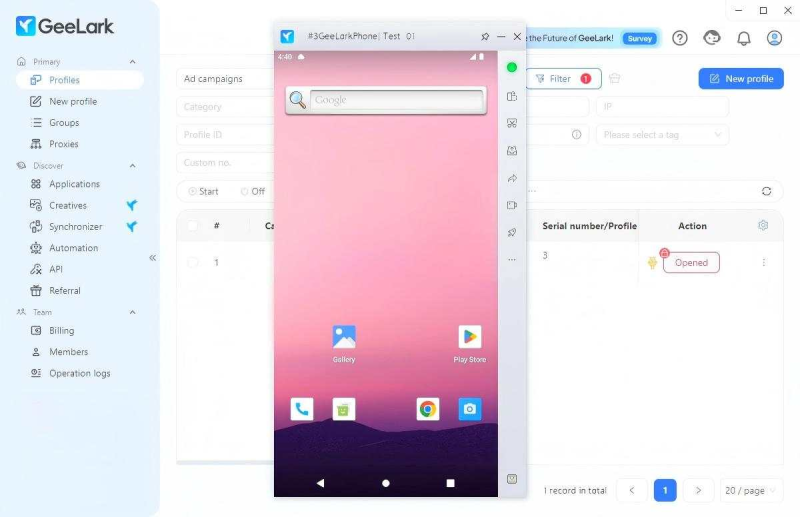 GeeLark
Primary
Profiles
New profile
Groups
Proxies
Discover
Applications
Creatives
Synchronizer
Automation
API
Referral
Team
Billing
Members
Operation logs
the Future of GeeLark! Survey
Ad campaigns
Filter 1
New profile
Category
IP
Profile ID
Please select a tag
Custom no.
Start Off
# Serial number/Profile Action
1 3 Opened
1 record in total 1 20 / page
#3GeeLarkPhone| Test 01
4:40
Google
Gallery
Play Store